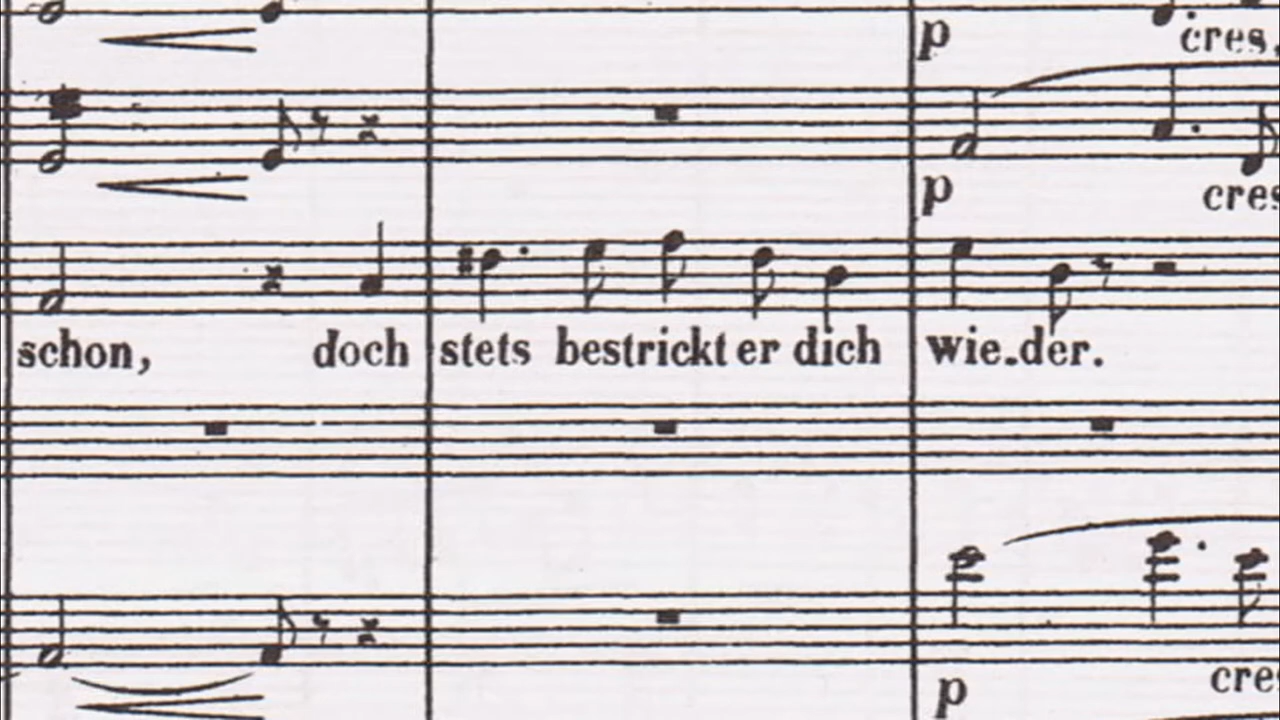 p cres.
p cres
schon, doch stets bestrickt er dich wie.der.
p cre